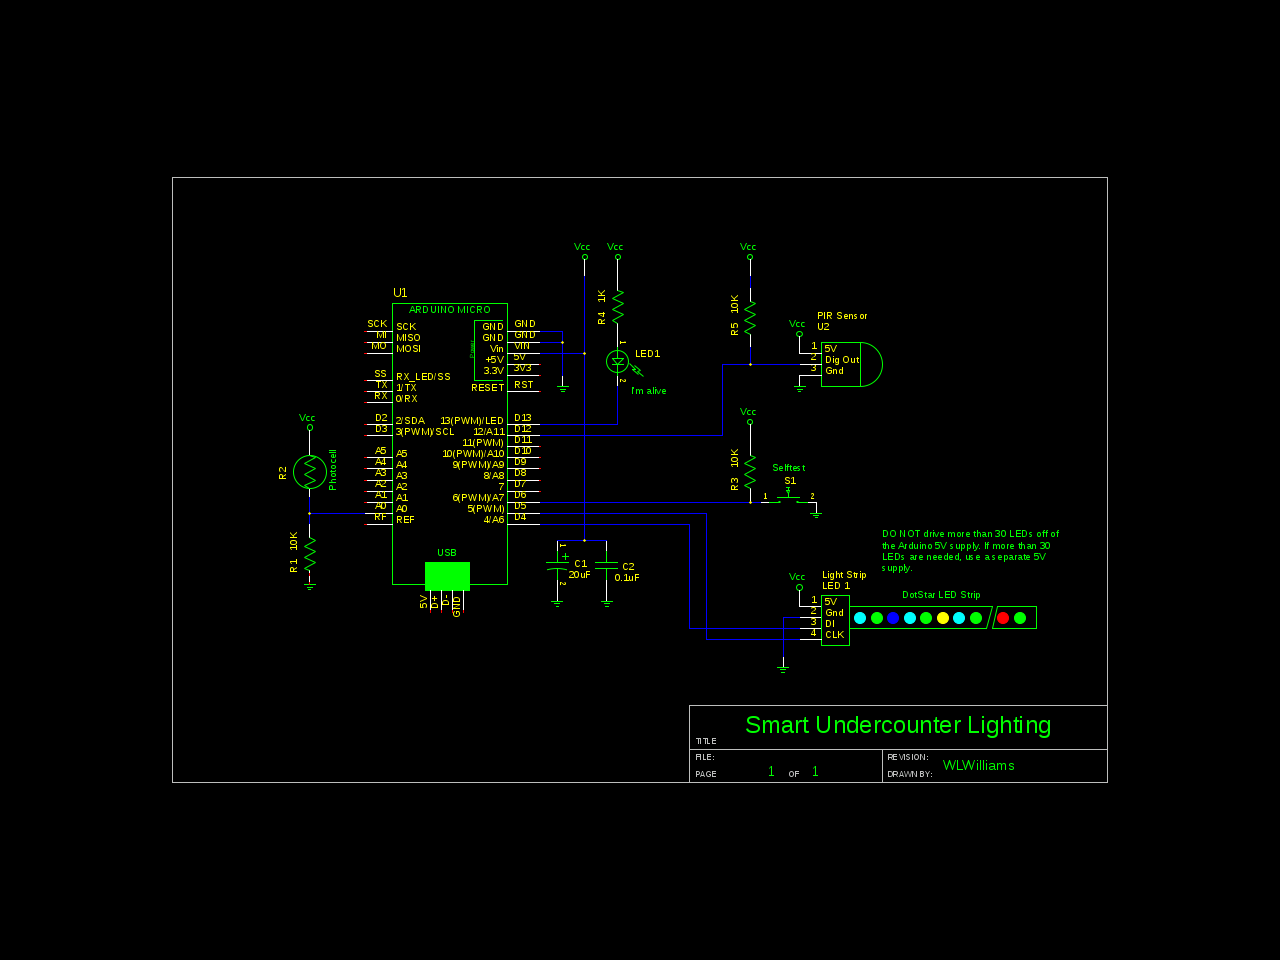 Vcc
Vcc
Vcc
U1
ARDUINO MICRO
SCK
MI
MO
SS
TX
RX
D2
D3
A5
A4
A3
A2
A1
A0
RF
SCK
MISO
MOSI
RX_LED/SS
1/TX
0/RX
2/SDA
3(PWM)/SCL
A5
A4
A3
A2
A1
A0
REF
GND
GND
Vin
+5V
3.3V
RESET
13(PWM)/LED
12/A11
11(PWM)
10(PWM)/A10
9(PWM)/A9
8/A8
7
6(PWM)/A7
5(PWM)
4/A6
GND
GND
VIN
5V
3V3
RST
D13
D12
D11
D10
D9
D8
D7
D6
D5
D4
USB
5V
D+
D-
GND
R4 1K
1
LED1
2
I'm alive
R5 10K
PIR Sensor
U2
Vcc
1 5V
2 Dig Out
3 Gnd
Vcc
R3 10K
Selftest
S1
1 2
Vcc
R2
Photocell
R1 10K
1
+
C1
20uF
2
C2
0.1uF
DO NOT drive more than 30 LEDs off of
the Arduino 5V supply. If more than 30
LEDs are needed, use a separate 5V
supply.
Vcc
Light Strip
LED 1
DotStar LED Strip
1 5V
2 Gnd
3 DI
4 CLK
Smart Undercounter Lighting
TITLE
FILE:
REVISION:
PAGE 1 OF 1
DRAWN BY: WLWilliams